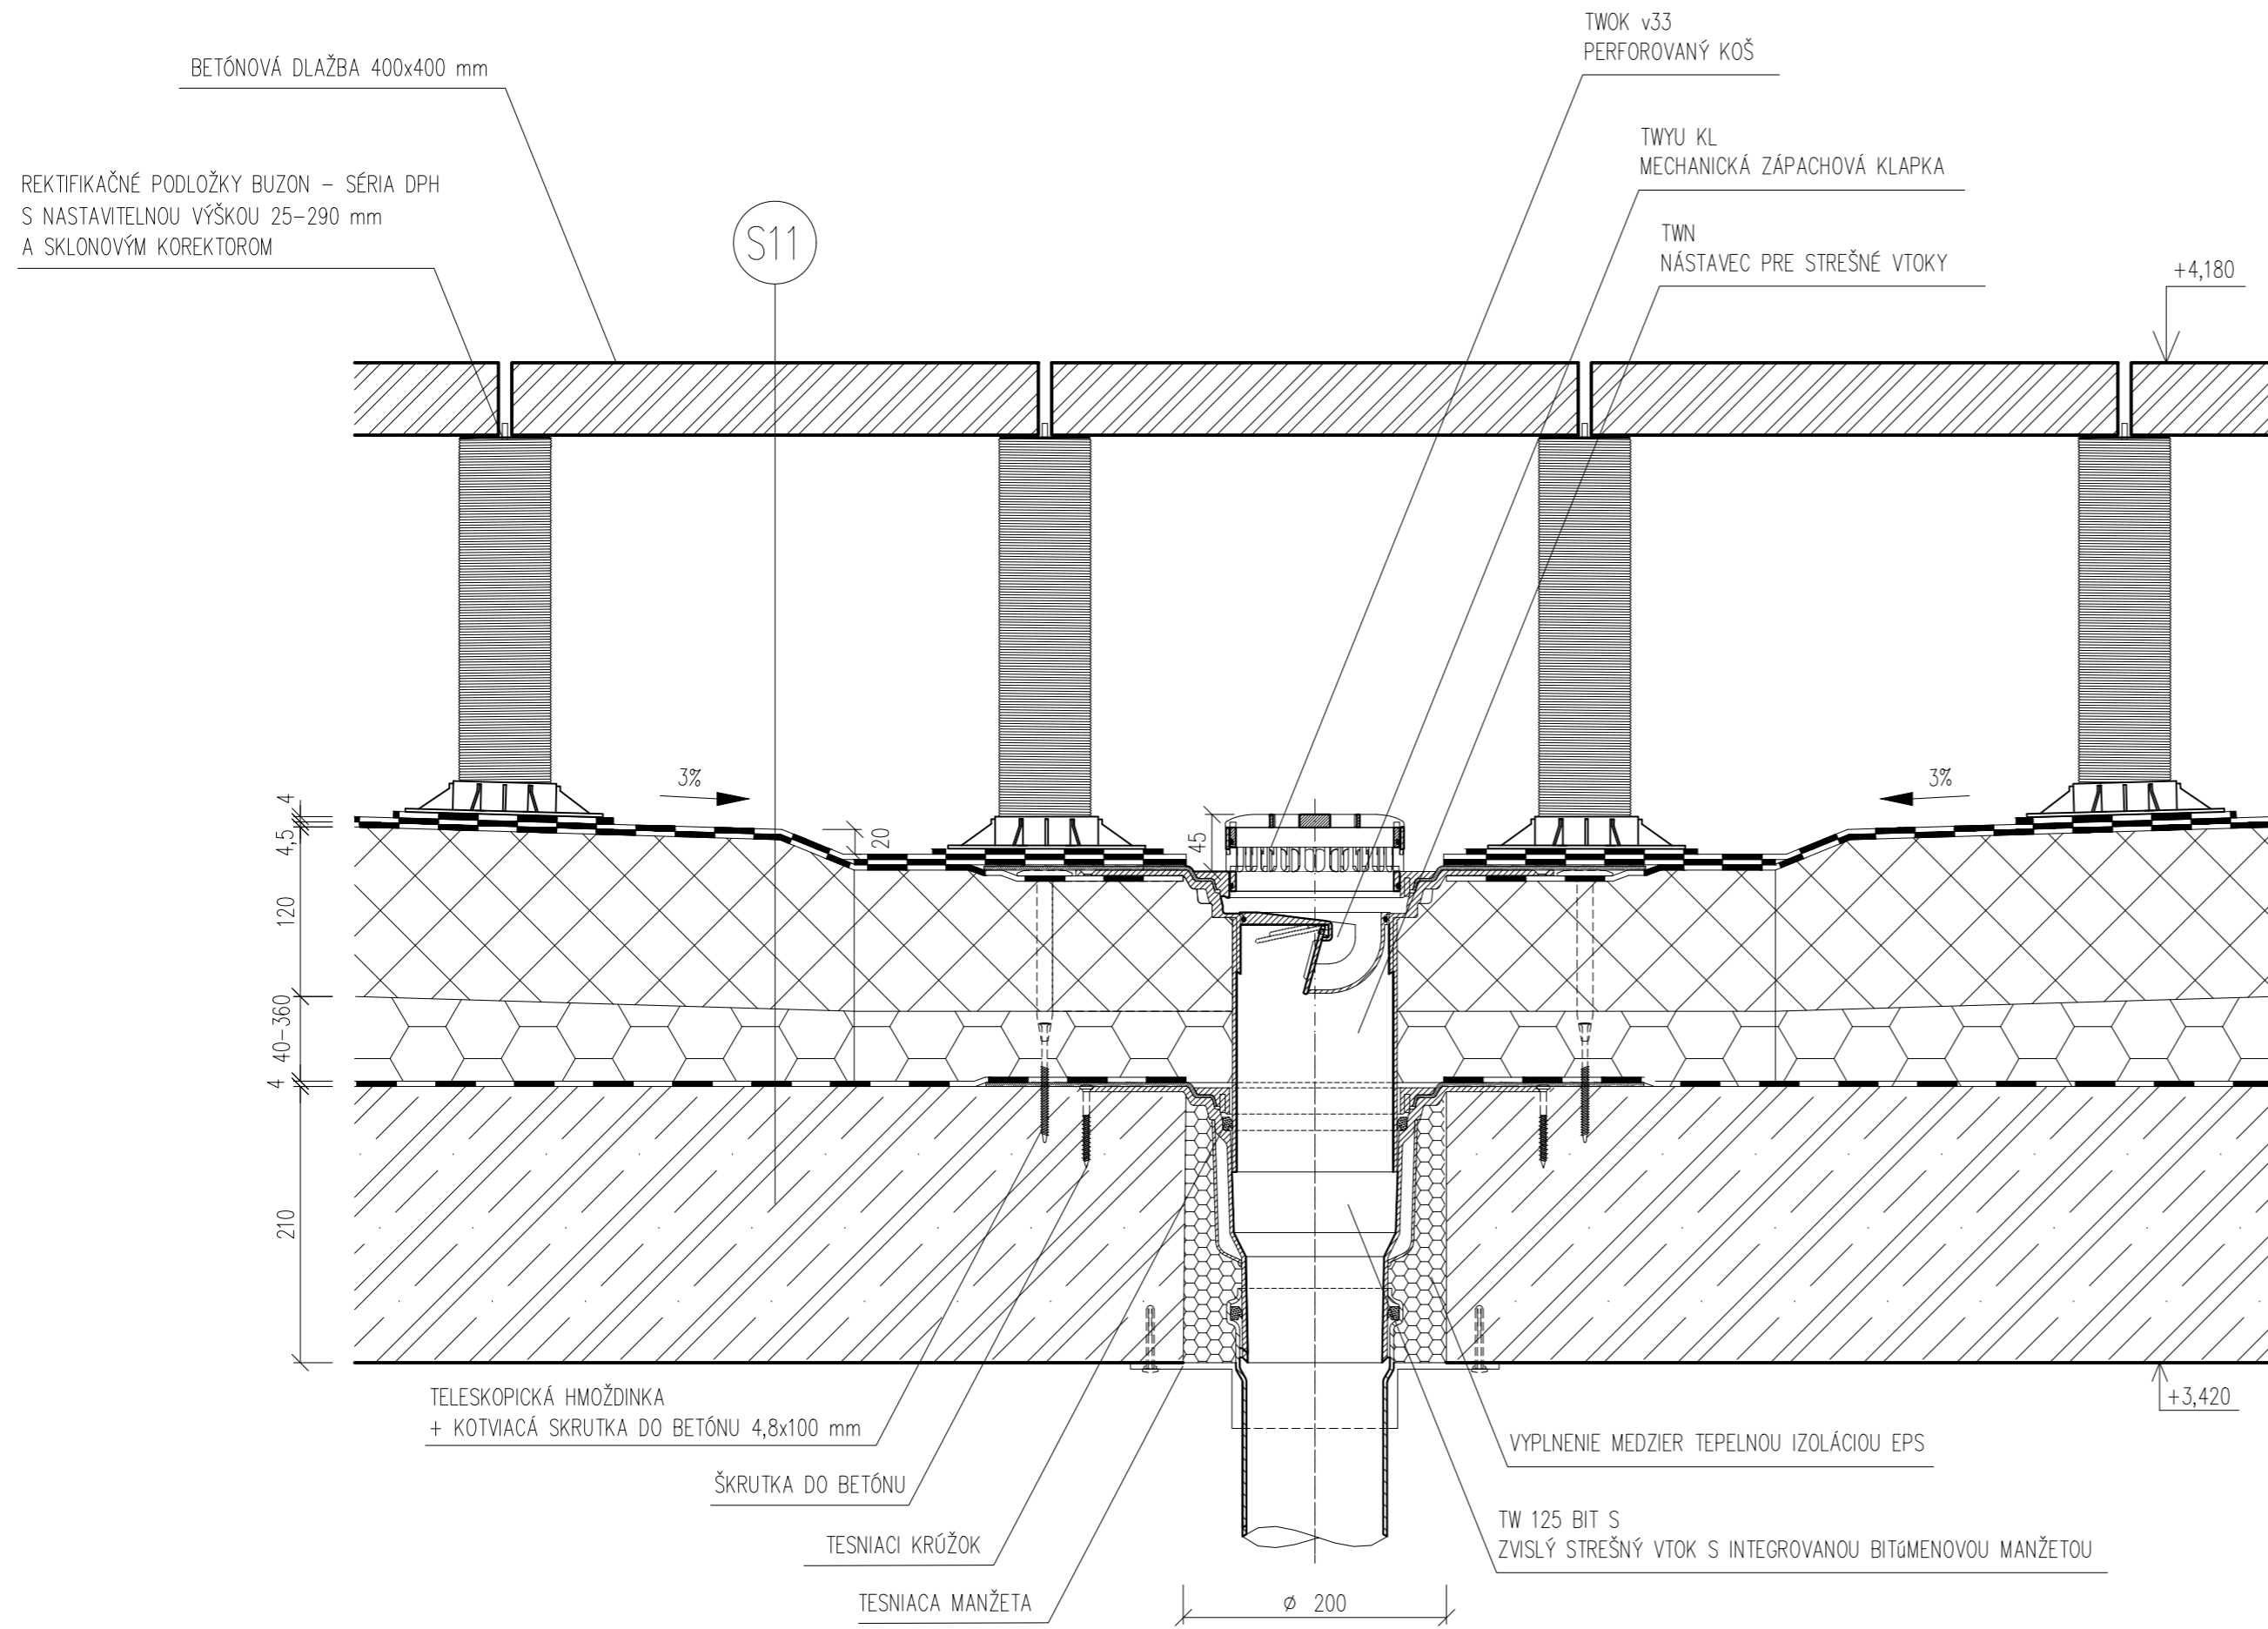 TWOK v33
PERFOROVANÝ KOŠ
BETÓNOVÁ DLAŽBA 400x400 mm
TWYU KL
MECHANICKÁ ZÁPACHOVÁ KLAPKA
REKTIFIKAČNÉ PODLOŽKY BUZON – SÉRIA DPH
S NASTAVITELNOU VÝŠKOU 25–290 mm
A SKLONOVÝM KOREKTOROM
S11
TWN
NÁSTAVEC PRE STREŠNÉ VTOKY
+4,180
3%
3%
4
4,5
20
45
120
40–360
4
210
TELESKOPICKÁ HMOŽDINKA
+ KOTVIACÁ SKRUTKA DO BETÓNU 4,8x100 mm
+3,420
VYPLNENIE MEDZIER TEPELNOU IZOLÁCIOU EPS
ŠKRUTKA DO BETÓNU
TW 125 BIT S
ZVISLÝ STREŠNÝ VTOK S INTEGROVANOU BITúMENOVOU MANŽETOU
TESNIACI KRÚŽOK
TESNIACA MANŽETA
ø 200